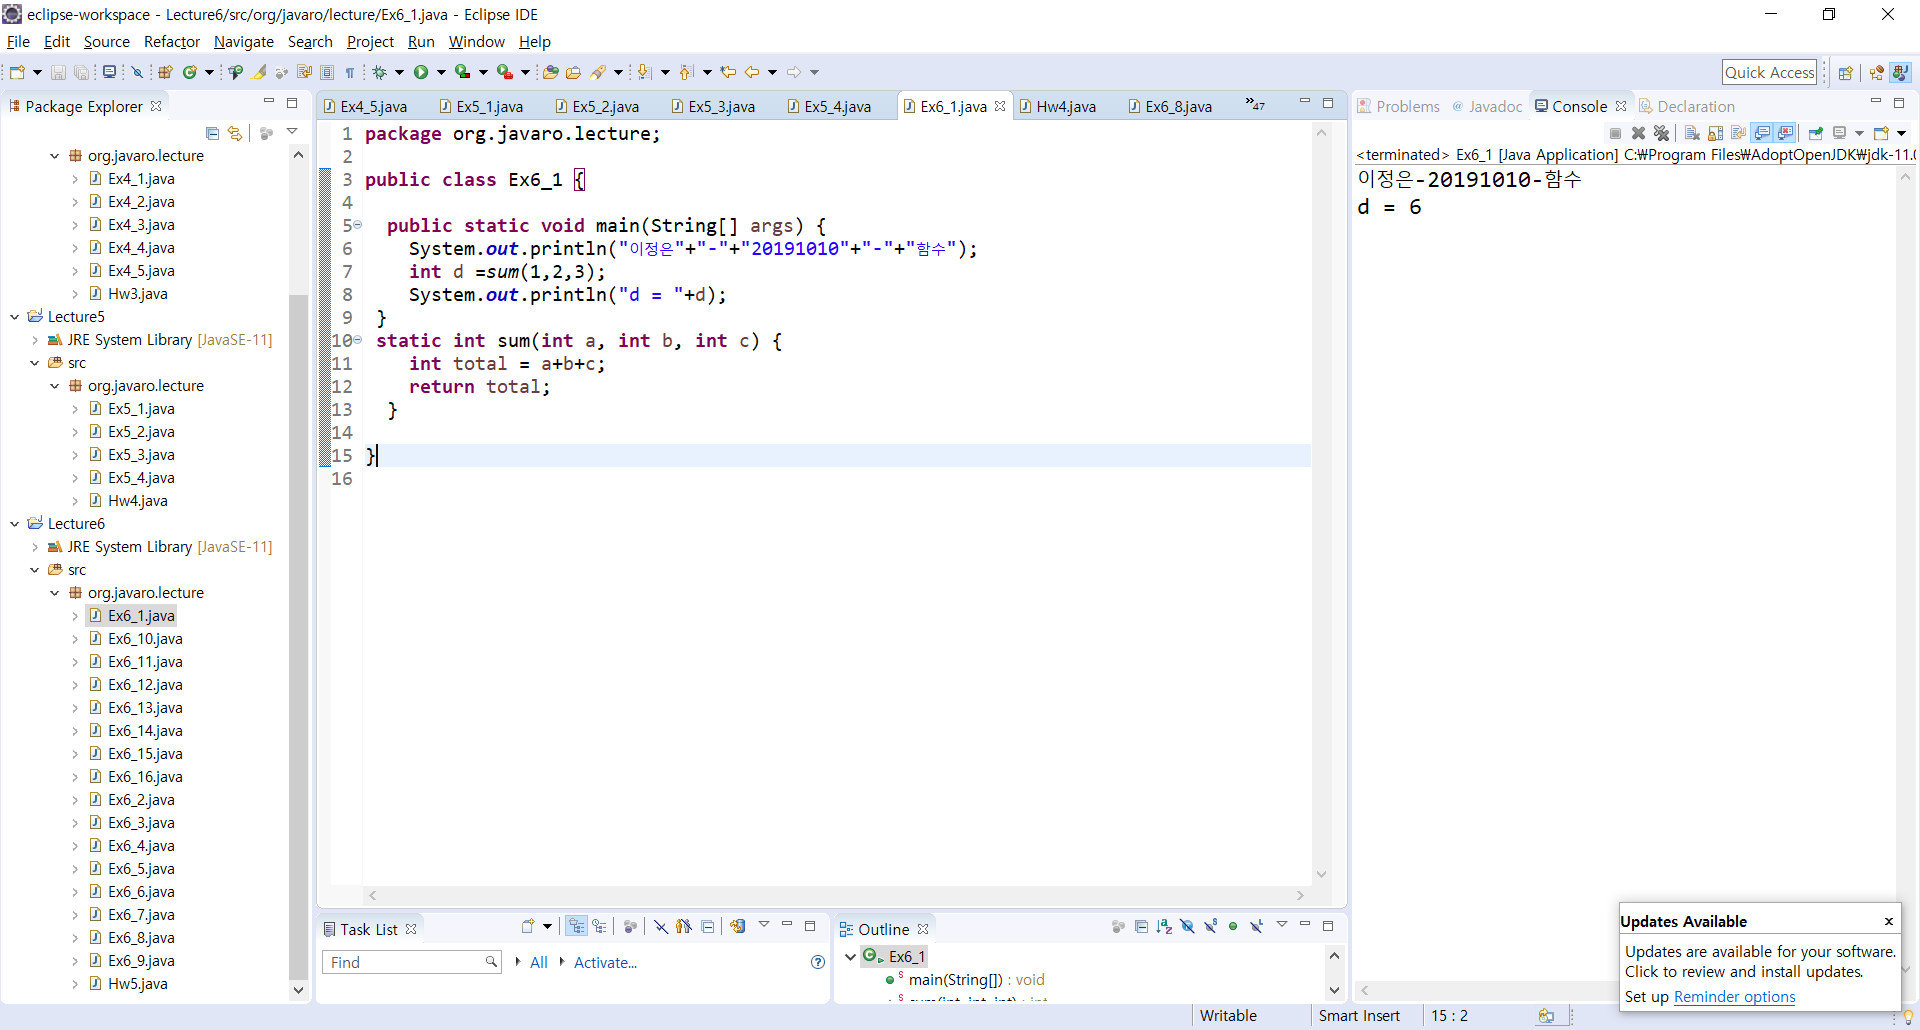 eclipse-workspace - Lecture6/src/org/javaro/lecture/Ex6_1.java - Eclipse IDE
File Edit Source Refactor Navigate Search Project Run Window Help
Quick Access
Package Explorer
org.javaro.lecture
Ex4_1.java
Ex4_2.java
Ex4_3.java
Ex4_4.java
Ex4_5.java
Hw3.java
Lecture5
JRE System Library [JavaSE-11]
src
org.javaro.lecture
Ex5_1.java
Ex5_2.java
Ex5_3.java
Ex5_4.java
Hw4.java
Lecture6
JRE System Library [JavaSE-11]
src
org.javaro.lecture
Ex6_1.java
Ex6_10.java
Ex6_11.java
Ex6_12.java
Ex6_13.java
Ex6_14.java
Ex6_15.java
Ex6_16.java
Ex6_2.java
Ex6_3.java
Ex6_4.java
Ex6_5.java
Ex6_6.java
Ex6_7.java
Ex6_8.java
Ex6_9.java
Hw5.java
Ex4_5.java Ex5_1.java Ex5_2.java Ex5_3.java Ex5_4.java Ex6_1.java Hw4.java Ex6_8.java »47
1 package org.javaro.lecture;
2
3 public class Ex6_1 {
4
5 public static void main(String[] args) {
6 System.out.println("이정은"+"-"+"20191010"+"-"+"함수");
7 int d =sum(1,2,3);
8 System.out.println("d = "+d);
9 }
10 static int sum(int a, int b, int c) {
11 int total = a+b+c;
12 return total;
13 }
14
15 }
16
Problems @ Javadoc Console Declaration
<terminated> Ex6_1 [Java Application] C:₩Program Files₩AdoptOpenJDK₩jdk-11.0
이정은-20191010-함수
d = 6
Task List
Find All Activate...
Outline
Ex6_1
main(String[]) : void
sum(int, int, int) : int
Updates Available
Updates are available for your software.
Click to review and install updates.
Set up Reminder options
Writable Smart Insert 15 : 2